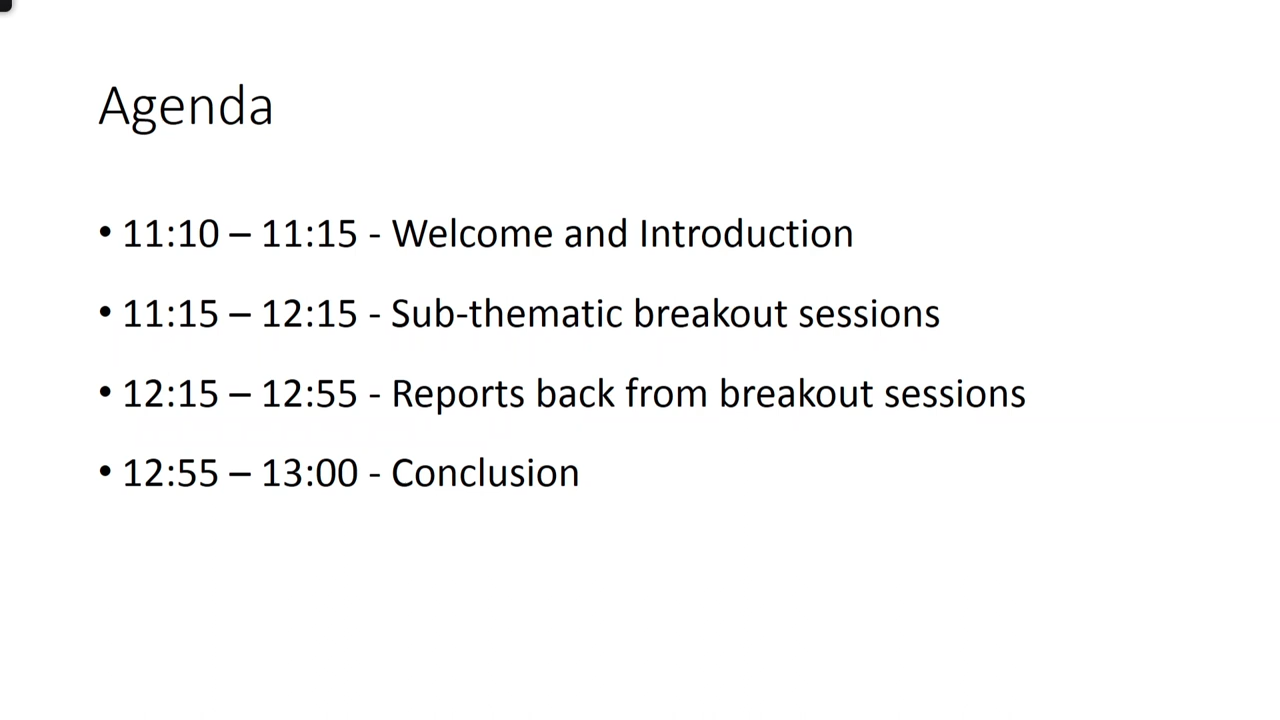 Agenda
• 11:10 – 11:15 - Welcome and Introduction
• 11:15 – 12:15 - Sub-thematic breakout sessions
• 12:15 – 12:55 - Reports back from breakout sessions
• 12:55 – 13:00 - Conclusion